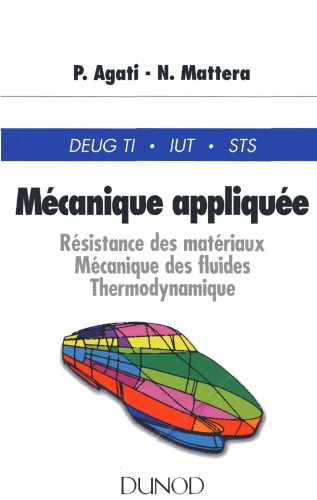 P. Agati - N. Mattera
DEUG TI • IUT • STS
Mécanique appliquée
Résistance des matériaux
Mécanique des fluides
Thermodynamique
DUNOD